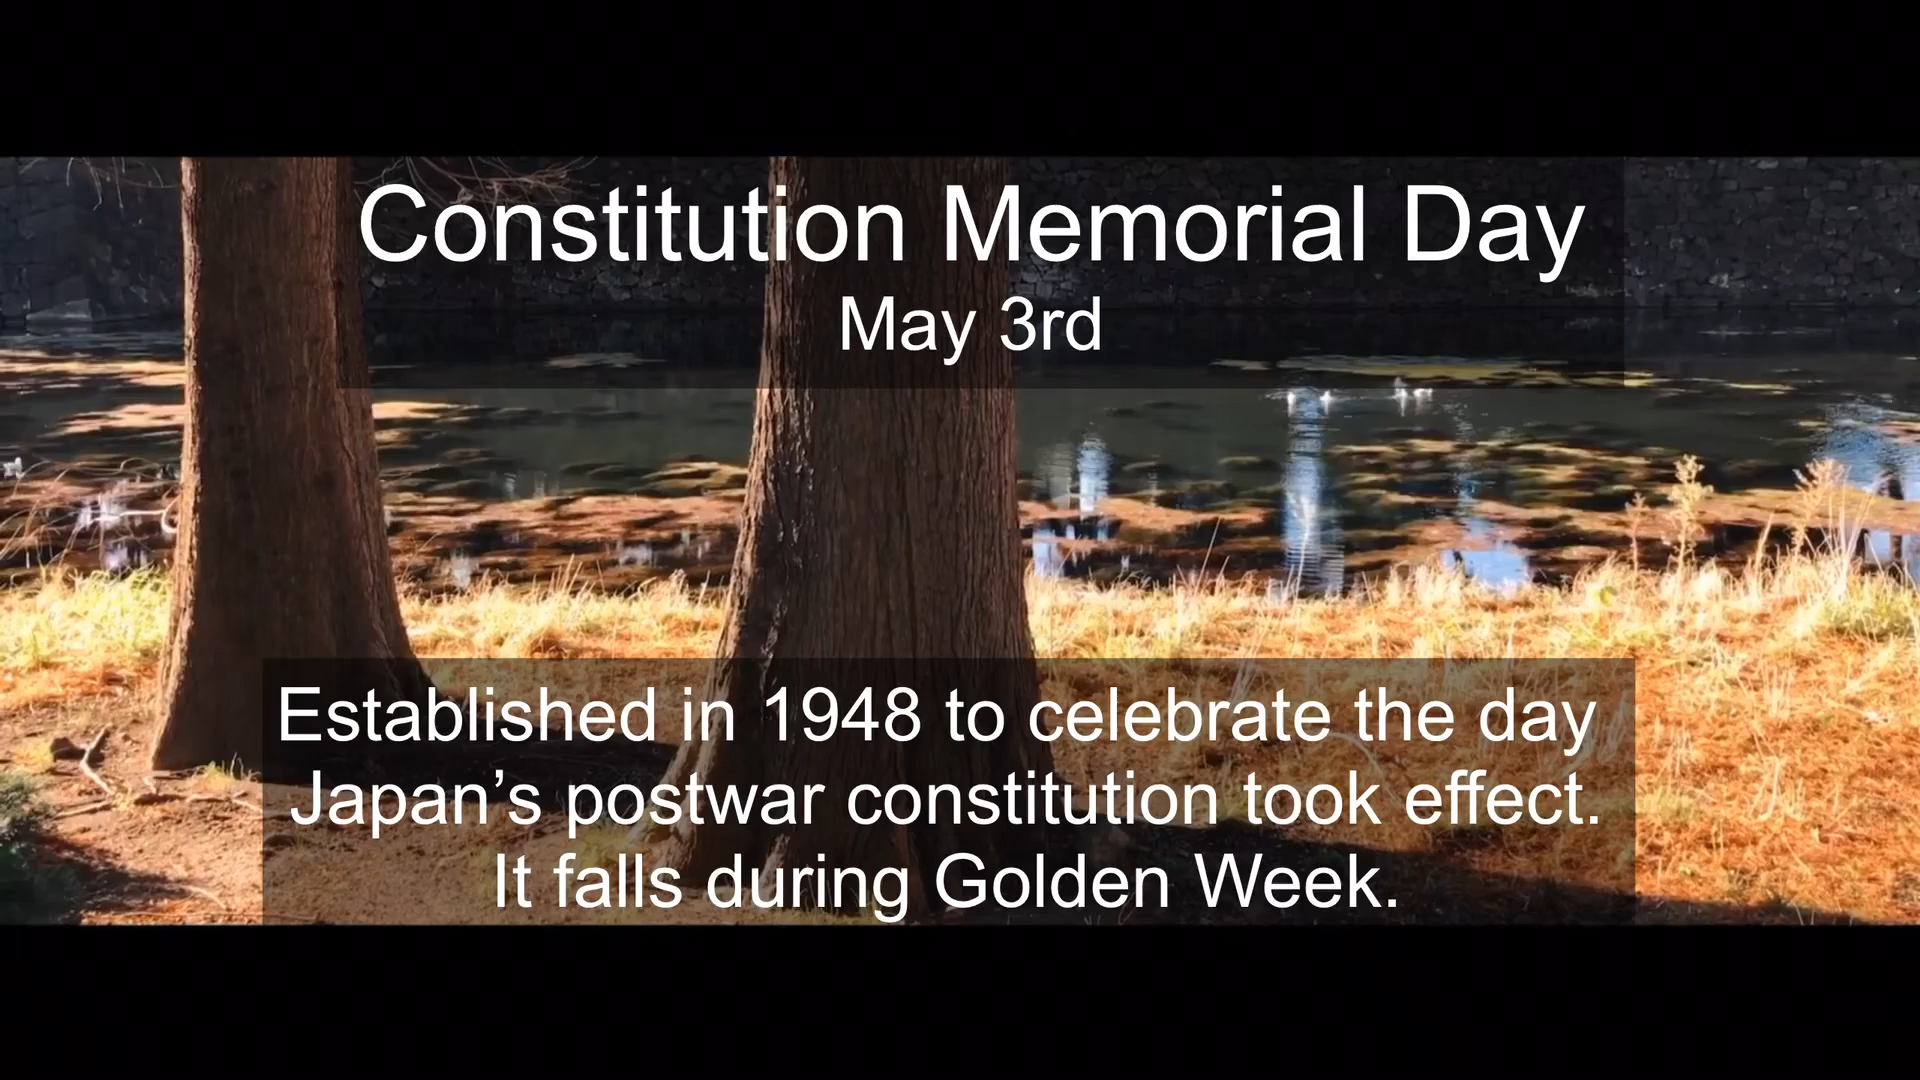 Constitution Memorial Day
May 3rd
Established in 1948 to celebrate the day
Japan’s postwar constitution took effect.
It falls during Golden Week.